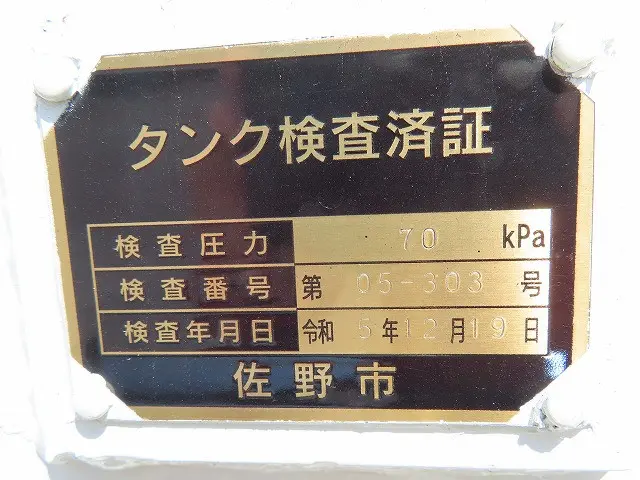 タンク検査済証
検査圧力 70 kPa
検査番号 第 05-303 号
検査年月日 令和 5年12月19日
佐野市